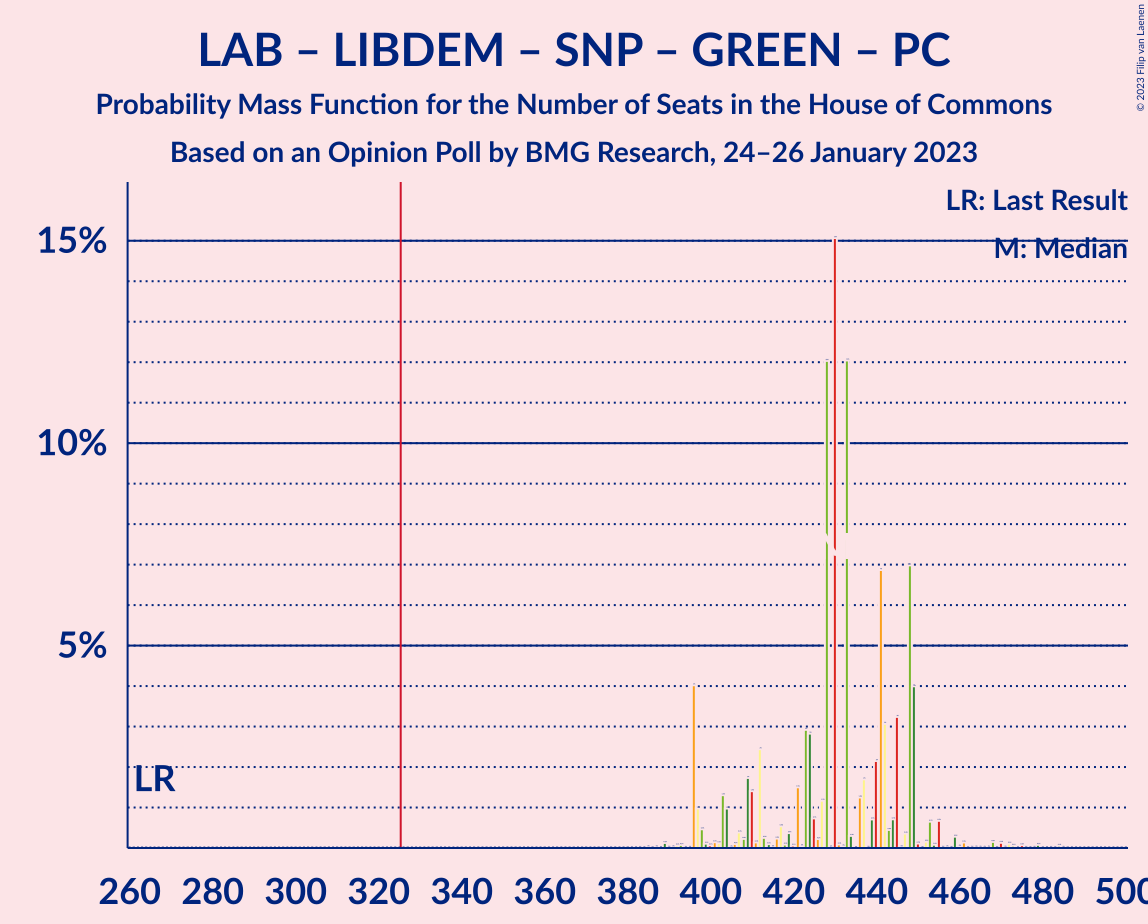 LAB – LIBDEM – SNP – GREEN – PC
Probability Mass Function for the Number of Seats in the House of Commons
Based on an Opinion Poll by BMG Research, 24–26 January 2023
© 2023 Filip van Laenen
LR: Last Result
M: Median
15%
10%
5%
LR
260 280 300 320 340 360 380 400 420 440 460 480 500